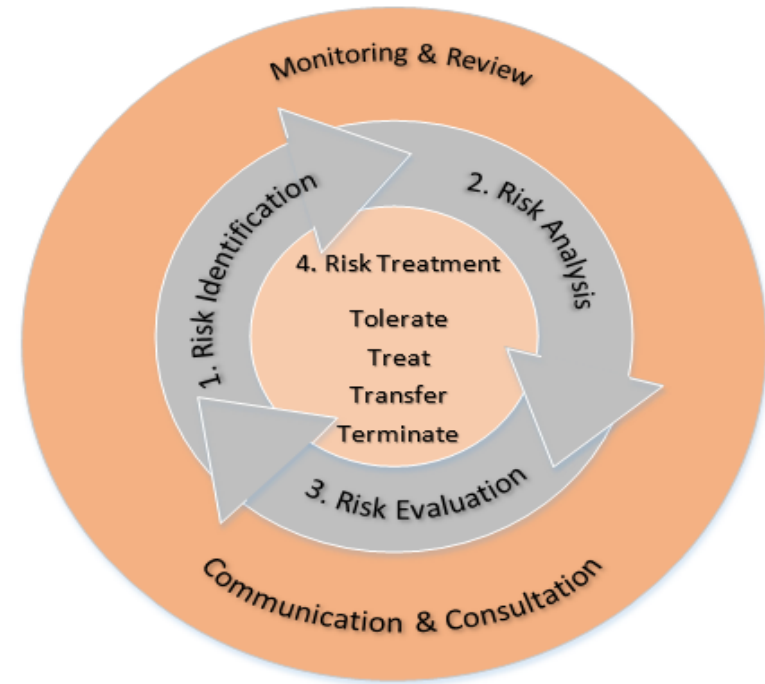 Monitoring & Review
1. Risk Identification
2. Risk Analysis
4. Risk Treatment
Tolerate
Treat
Transfer
Terminate
3. Risk Evaluation
Communication & Consultation